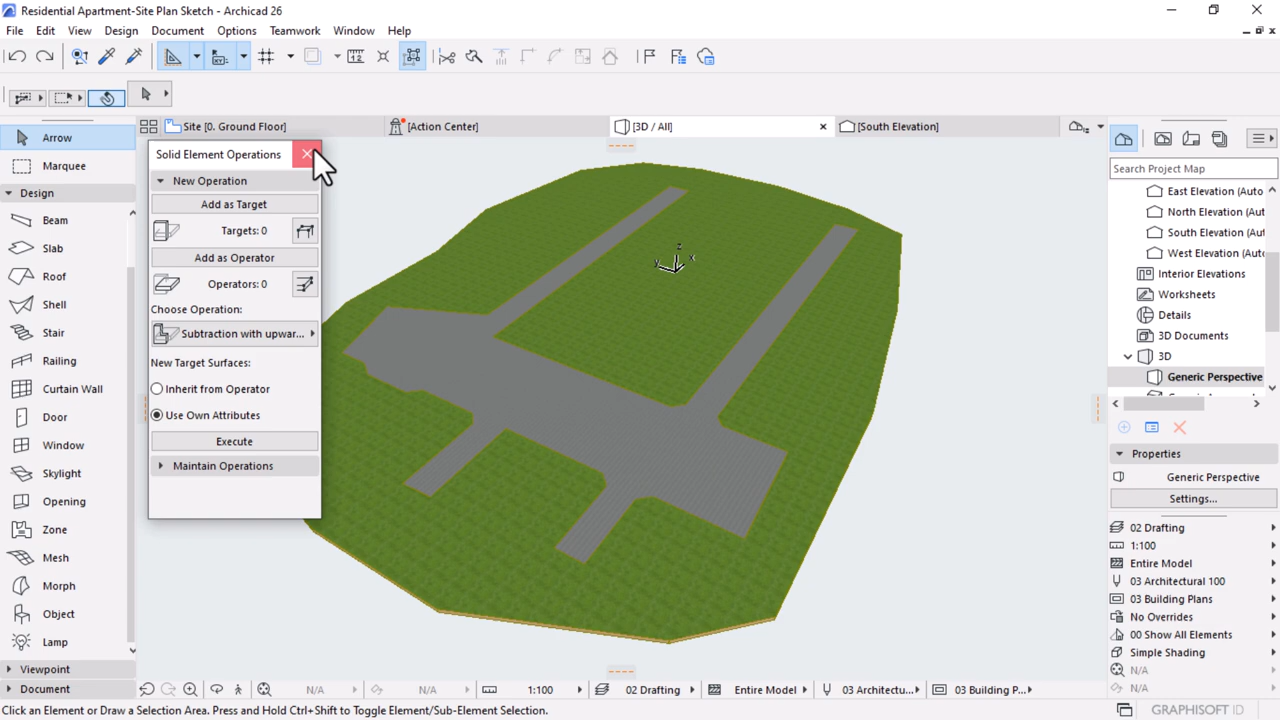 Residential Apartment-Site Plan Sketch - Archicad 26
File Edit View Design Document Options Teamwork Window Help
Site [0. Ground Floor] [Action Center] [3D / All] [South Elevation]
Arrow
Marquee
Design
Beam
Slab
Roof
Shell
Stair
Railing
Curtain Wall
Door
Window
Skylight
Opening
Zone
Mesh
Morph
Object
Lamp
Viewpoint
Document
Solid Element Operations
New Operation
Add as Target
Targets: 0
Add as Operator
Operators: 0
Choose Operation:
Subtraction with upwar...
New Target Surfaces:
Inherit from Operator
Use Own Attributes
Execute
Maintain Operations
z
y x
Search Project Map
East Elevation (Auto
North Elevation (Aut
South Elevation (Aut
West Elevation (Auto
Interior Elevations
Worksheets
Details
3D Documents
3D
Generic Perspective
Properties
Generic Perspective
Settings...
02 Drafting
1:100
Entire Model
03 Architectural 100
03 Building Plans
No Overrides
00 Show All Elements
Simple Shading
N/A
N/A
N/A N/A 1:100 02 Drafting Entire Model 03 Architectu... 03 Building P...
Click an Element or Draw a Selection Area. Press and Hold Ctrl+Shift to Toggle Element/Sub-Element Selection.
GRAPHISOFT ID